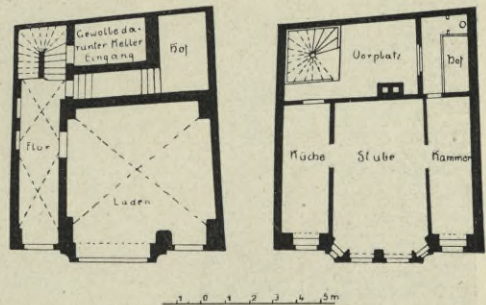 Gewölbe da-
runter Keller
Eingang
Hof
Flur
Laden
Vorplatz
Hof
Küche
Stube
Kammer
1 0 1 2 3 4 5 m